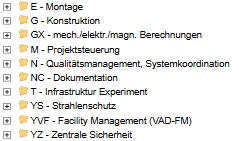 E - Montage
G - Konstruktion
GX - mech./elektr./magn. Berechnungen
M - Projektsteuerung
N - Qualitätsmanagement, Systemkoordination
NC - Dokumentation
T - Infrastruktur Experiment
YS - Strahlenschutz
YVF - Facility Management (VAD-FM)
YZ - Zentrale Sicherheit